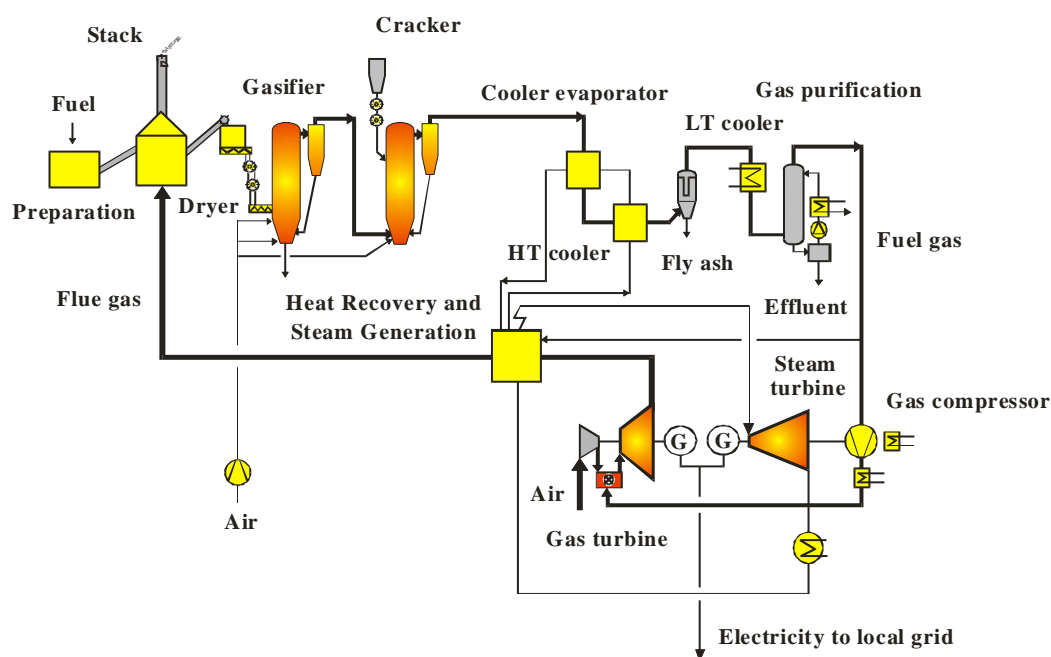 Stack
Cracker
Gasifier
Cooler evaporator
Gas purification
Fuel
LT cooler
Preparation
Dryer
HT cooler
Fly ash
Fuel gas
Flue gas
Heat Recovery and
Steam Generation
Effluent
Steam
turbine
Gas compressor
G
G
Air
Air
Gas turbine
Electricity to local grid